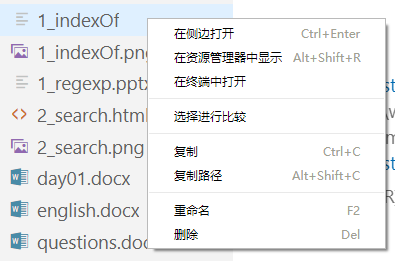 1_indexOf
1_indexOf.png
1_regexp.pptx
2_search.html
2_search.png
day01.docx
english.docx
questions.doc
在侧边打开 Ctrl+Enter
在资源管理器中显示 Alt+Shift+R
在终端中打开
选择进行比较
复制 Ctrl+C
复制路径 Alt+Shift+C
重命名 F2
删除 Del